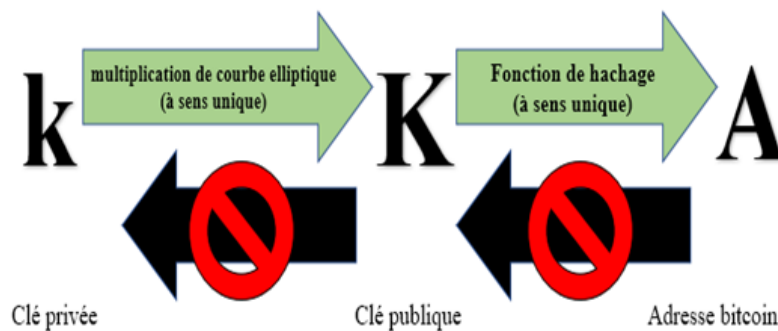 multiplication de courbe elliptique
(à sens unique)
Fonction de hachage
(à sens unique)
k
K
A
Clé privée
Clé publique
Adresse bitcoin